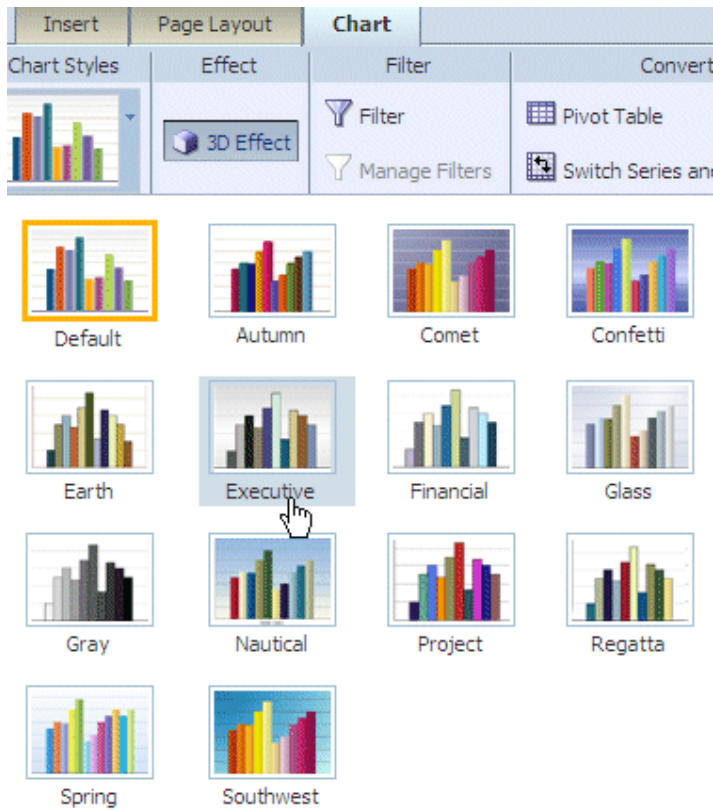 Insert Page Layout Chart
Chart Styles Effect Filter Convert
Filter Pivot Table
3D Effect
Manage Filters Switch Series and
Default Autumn Comet Confetti
Earth Executive Financial Glass
Gray Nautical Project Regatta
Spring Southwest